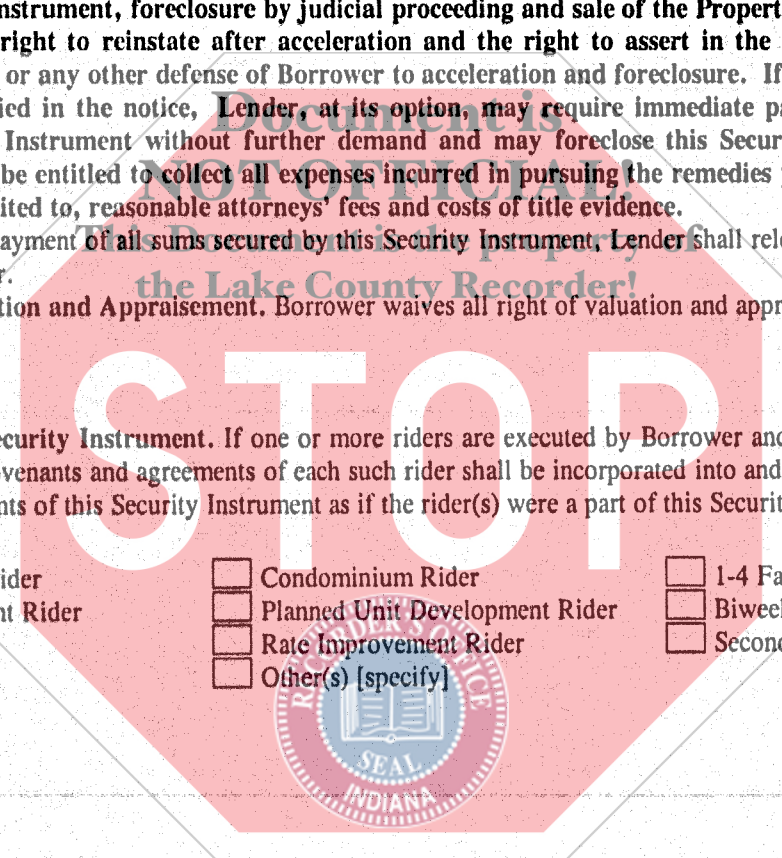 nstrument, foreclosure by judicial proceeding and sale of the Propert
right to reinstate after acceleration and the right to assert in the
or any other defense of Borrower to acceleration and foreclosure. If
ied in the notice, Lender, at its option, may require immediate pa
Document is
Instrument without further demand and may foreclose this Secur
NOT OFFICIAL!
be entitled to collect all expenses incurred in pursuing the remedies
ited to, reasonable attorneys' fees and costs of title evidence.
ayment of all sums secured by this Security Instrument, Lender shall rele
This Document is the property of
r.
the Lake County Recorder!
tion and Appraisement. Borrower waives all right of valuation and appr
STOP
ecurity Instrument. If one or more riders are executed by Borrower and
venants and agreements of each such rider shall be incorporated into and
nts of this Security Instrument as if the rider(s) were a part of this Securit
ider Condominium Rider 1-4 Fa
nt Rider Planned Unit Development Rider Biweek
Rate Improvement Rider Second
Other(s) [specify]
RECORDER'S OFFICE
SEAL
INDIANA